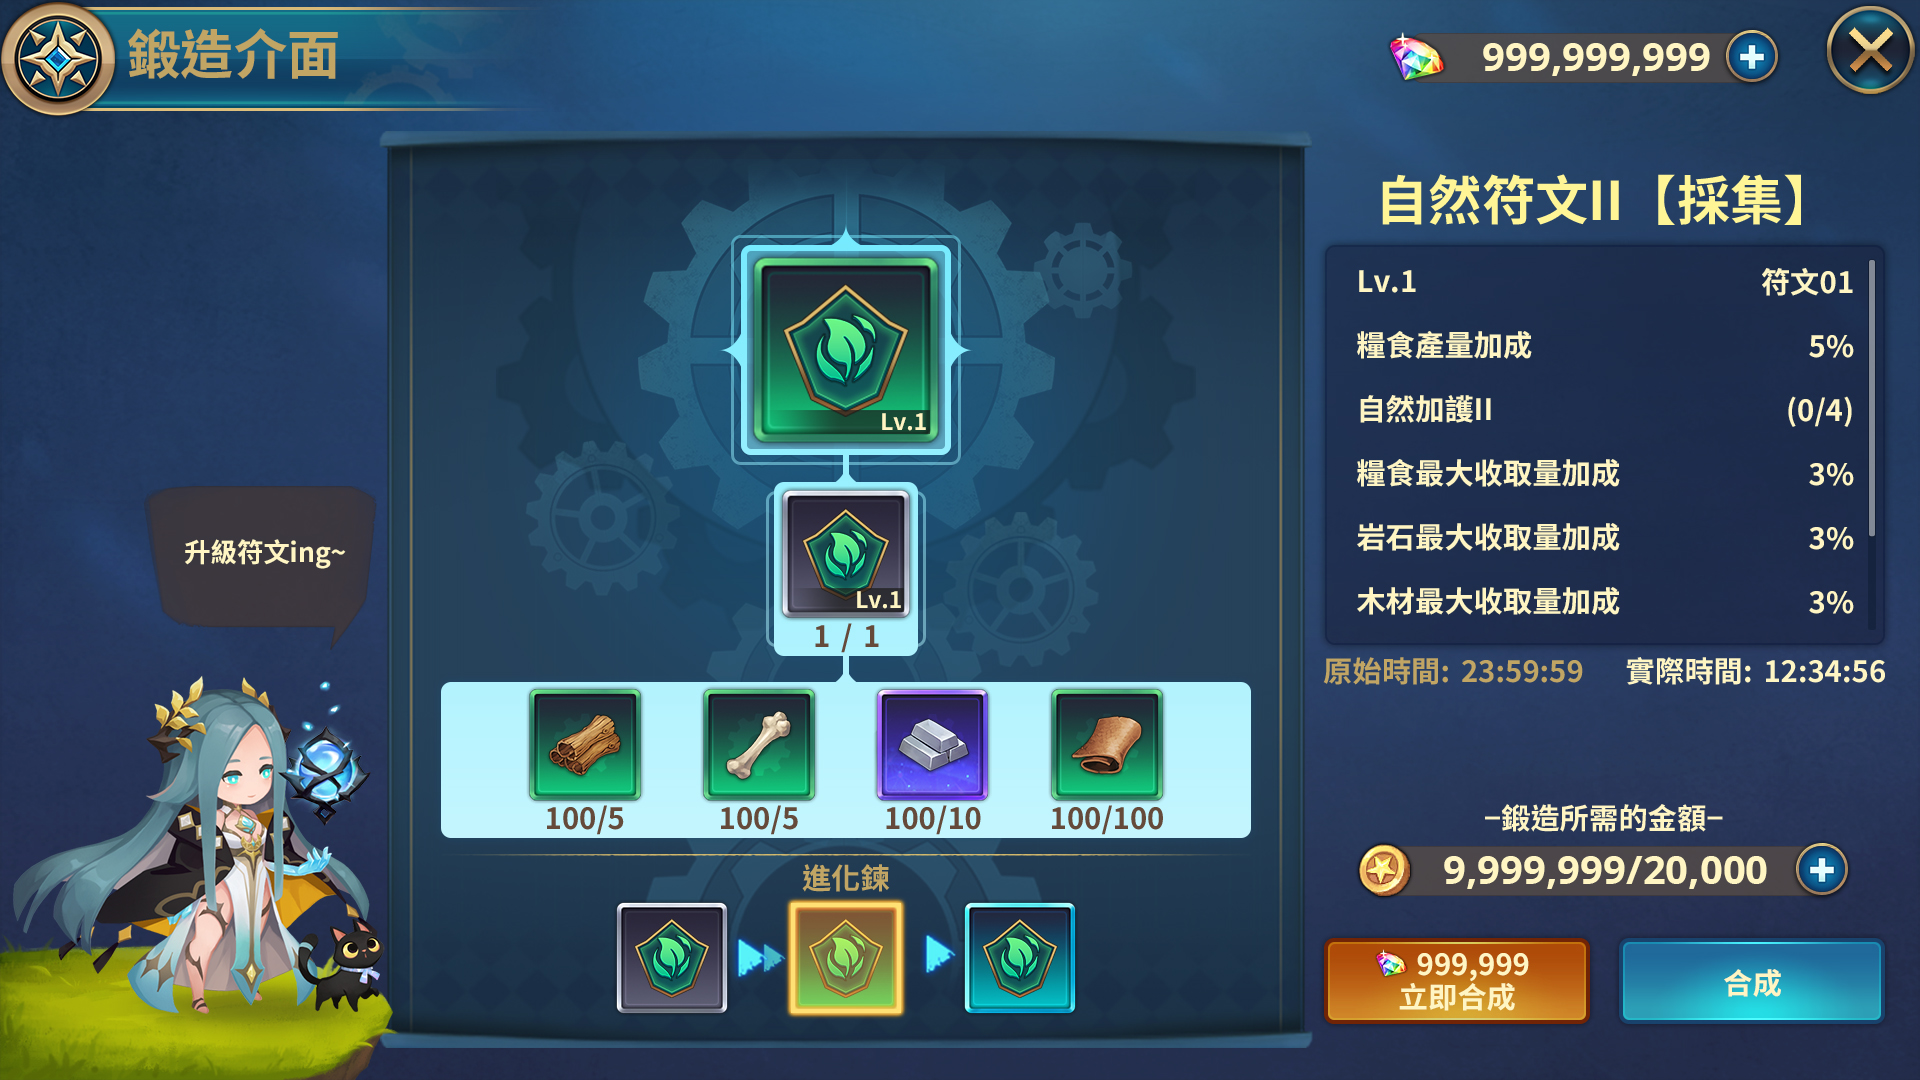 鍛造介面
999,999,999
自然符文II【採集】
Lv.1 符文01
糧食產量加成 5%
自然加護II (0/4)
糧食最大收取量加成 3%
岩石最大收取量加成 3%
木材最大收取量加成 3%
原始時間: 23:59:59 實際時間: 12:34:56
Lv.1
Lv.1
1 / 1
升級符文ing~
100/5 100/5 100/10 100/100
進化鍊
–鍛造所需的金額–
9,999,999/20,000
999,999
立即合成
合成